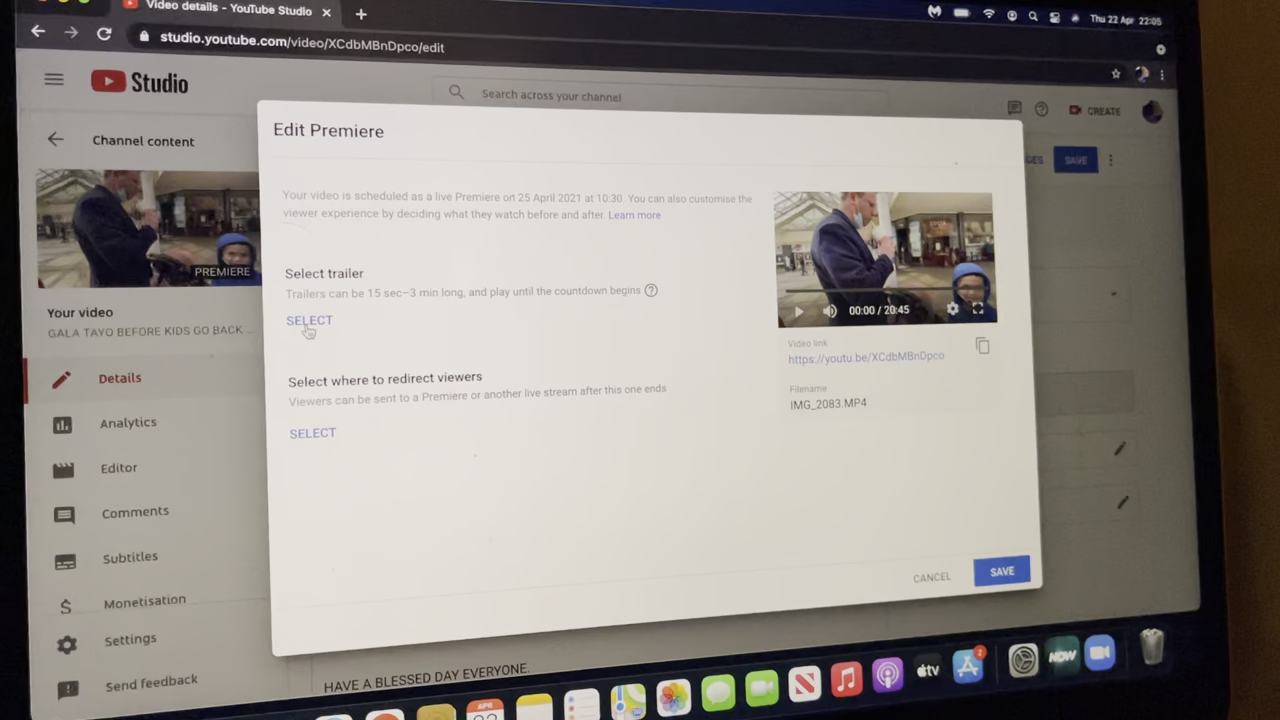 Video details - YouTube Studio
Thu 22 Apr 22:05
studio.youtube.com/video/XCdbMBnDpco/edit
Studio
Search across your channel
CREATE
Channel content
SAVE
Edit Premiere
Your video is scheduled as a live Premiere on 25 April 2021 at 10:30. You can also customise the
viewer experience by deciding what they watch before and after. Learn more
PREMIERE
Select trailer
Trailers can be 15 sec–3 min long, and play until the countdown begins
SELECT
00:00 / 20:45
Your video
GALA TAYO BEFORE KIDS GO BACK ...
Video link
https://youtu.be/XCdbMBnDpco
Select where to redirect viewers
Viewers can be sent to a Premiere or another live stream after this one ends
Filename
IMG_2083.MP4
SELECT
Details
Analytics
Editor
Comments
Subtitles
Monetisation
Settings
Send feedback
CANCEL
SAVE
HAVE A BLESSED DAY EVERYONE.
APR
tv
2
NOW